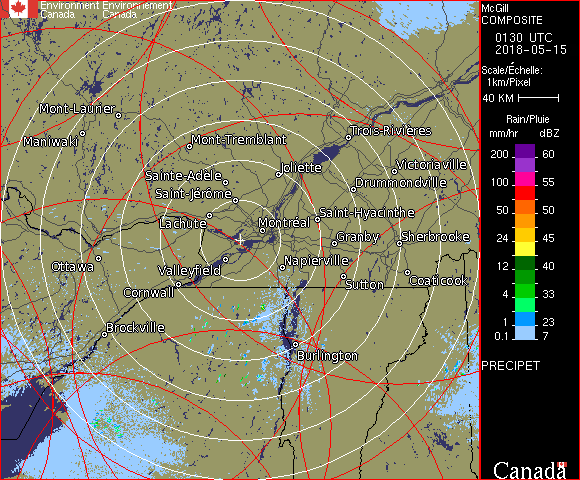 Environment Environnement
Canada Canada
McGill
COMPOSITE
0130 UTC
2018-05-15
Scale/Échelle:
1km/Pixel
40 KM
Rain/Pluie
mm/hr dBZ
200 60
100 55
50 50
24 45
12 40
4 33
1 23
0.1 7
PRECIPET
Canada
Mont-Laurier
Maniwaki
Mont-Tremblant
Trois-Rivières
Joliette
Victoriaville
Sainte-Adèle
Drummondville
Saint-Jérôme
Lachute
Saint-Hyacinthe
Montréal
Granby
Sherbrooke
Ottawa
Valleyfield
Napierville
Cornwall
Sutton
Coaticook
Brockville
Burlington